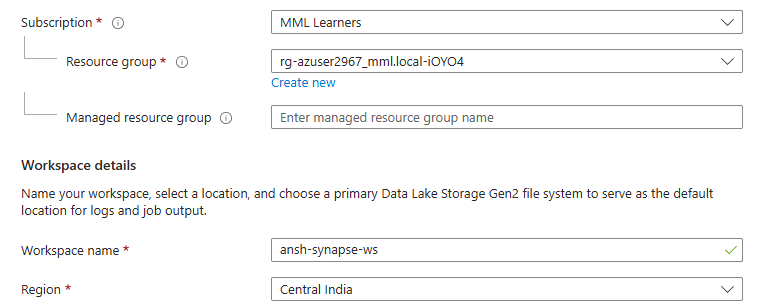 Subscription * MML Learners
Resource group * rg-azuser2967_mml.local-iOYO4
Create new
Managed resource group Enter managed resource group name
Workspace details
Name your workspace, select a location, and choose a primary Data Lake Storage Gen2 file system to serve as the default
location for logs and job output.
Workspace name * ansh-synapse-ws
Region * Central India